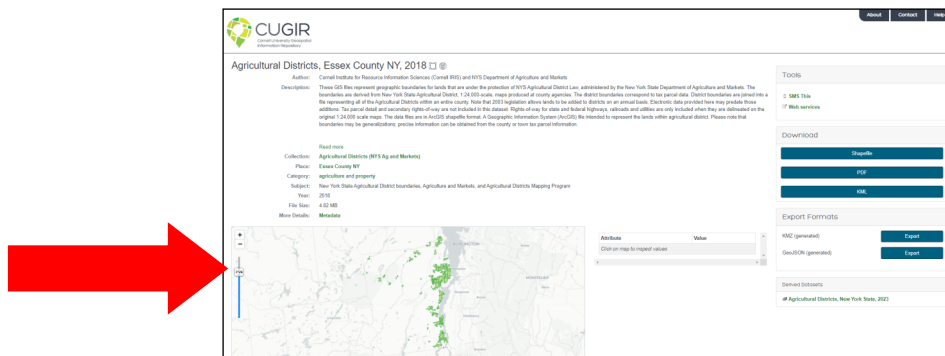 About Contact Help
CUGIR
Cornell University Geospatial
Information Repository
Agricultural Districts, Essex County NY, 2018
Author: Cornell Institute for Resource Information Sciences (Cornell IRIS) and NYS Department of Agriculture and Markets
Description: These GIS files represent geographic boundaries for lands that are under the protection of NYS Agricultural District Law, administered by the New York State Department of Agriculture and Markets. The
boundaries are derived from New York State Agricultural District, 1:24,000-scale, maps produced at county agencies. The district boundaries correspond to tax parcel data. District boundaries are joined into a
file representing all of the Agricultural Districts within an entire county. Note that 2003 legislation allows lands to be added to districts on an annual basis. Electronic data provided here may predate those
additions. Tax parcel detail and secondary rights-of-way are not included in this dataset. Rights-of-way for state and federal highways, railroads and utilities are only included when they are delineated on the
original 1:24,000 scale maps. The data files are in ArcGIS shapefile format. A Geographic Information System (ArcGIS) file intended to represent the lands within agricultural district. Please note that
boundaries may be generalizations; precise information can be obtained from the county or town tax parcel information.
Read more
Collection: Agricultural Districts (NYS Ag and Markets)
Place: Essex County NY
Category: agriculture and property
Subject: New York State Agricultural District boundaries, Agriculture and Markets, and Agricultural Districts Mapping Program
Year: 2018
File Size: 4.82 MB
More Details: Metadata
+
−
BURLINGTON
Attribute Value
Click on map to inspect values
Tools
SMS This
Web services
Download
Shapefile
PDF
KML
Export Formats
KMZ (generated) Export
GeoJSON (generated) Export
Derived Datasets
Agricultural Districts, New York State, 2023